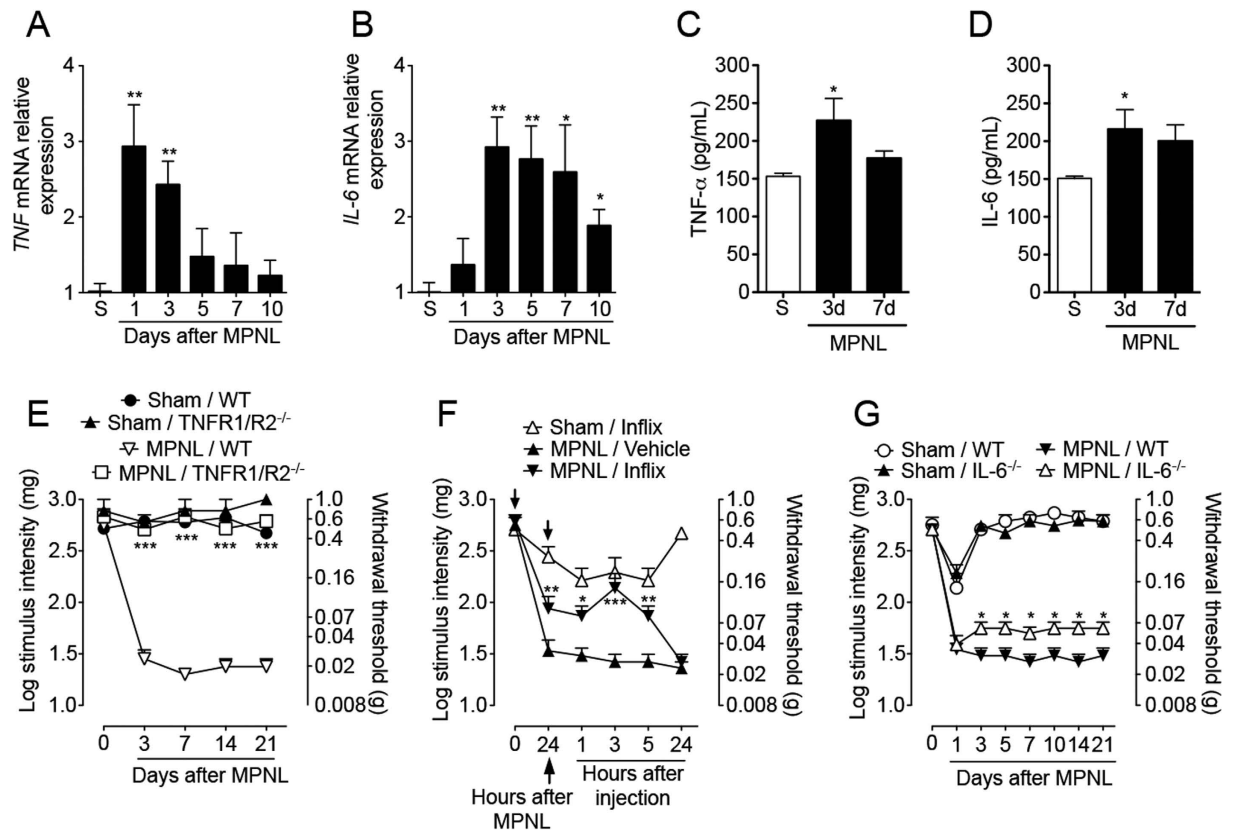 A
TNF mRNA relative
expression
4
3
2
1
**
**
S 1 3 5 7 10
Days after MPNL
B
IL-6 mRNA relative
expression
4
3
2
1
**
**
*
*
S 1 3 5 7 10
Days after MPNL
C
TNF-α (pg/mL)
300
250
200
150
100
50
0
*
S 3d 7d
MPNL
D
IL-6 (pg/mL)
300
250
200
150
100
50
0
*
S 3d 7d
MPNL
E
Sham / WT
Sham / TNFR1/R2-/-
MPNL / WT
MPNL / TNFR1/R2-/-
Log stimulus intensity (mg)
3.0
2.5
2.0
1.5
1.0
*** *** *** ***
1.0
0.6
0.4
0.16
0.07
0.04
0.02
0.008
Withdrawal threshold (g)
0 3 7 14 21
Days after MPNL
F
Sham / Inflix
MPNL / Vehicle
MPNL / Inflix
Log stimulus intensity (mg)
3.0
2.5
2.0
1.5
1.0
** * *** **
1.0
0.6
0.4
0.16
0.07
0.04
0.02
0.008
Withdrawal threshold (g)
0 24 1 3 5 24
Hours after
MPNL
Hours after
injection
G
Sham / WT MPNL / WT
Sham / IL-6-/- MPNL / IL-6-/-
Log stimulus intensity (mg)
3.0
2.5
2.0
1.5
1.0
* * * * * *
1.0
0.6
0.4
0.16
0.07
0.04
0.02
0.008
Withdrawal threshold (g)
0 1 3 5 7 10 14 21
Days after MPNL